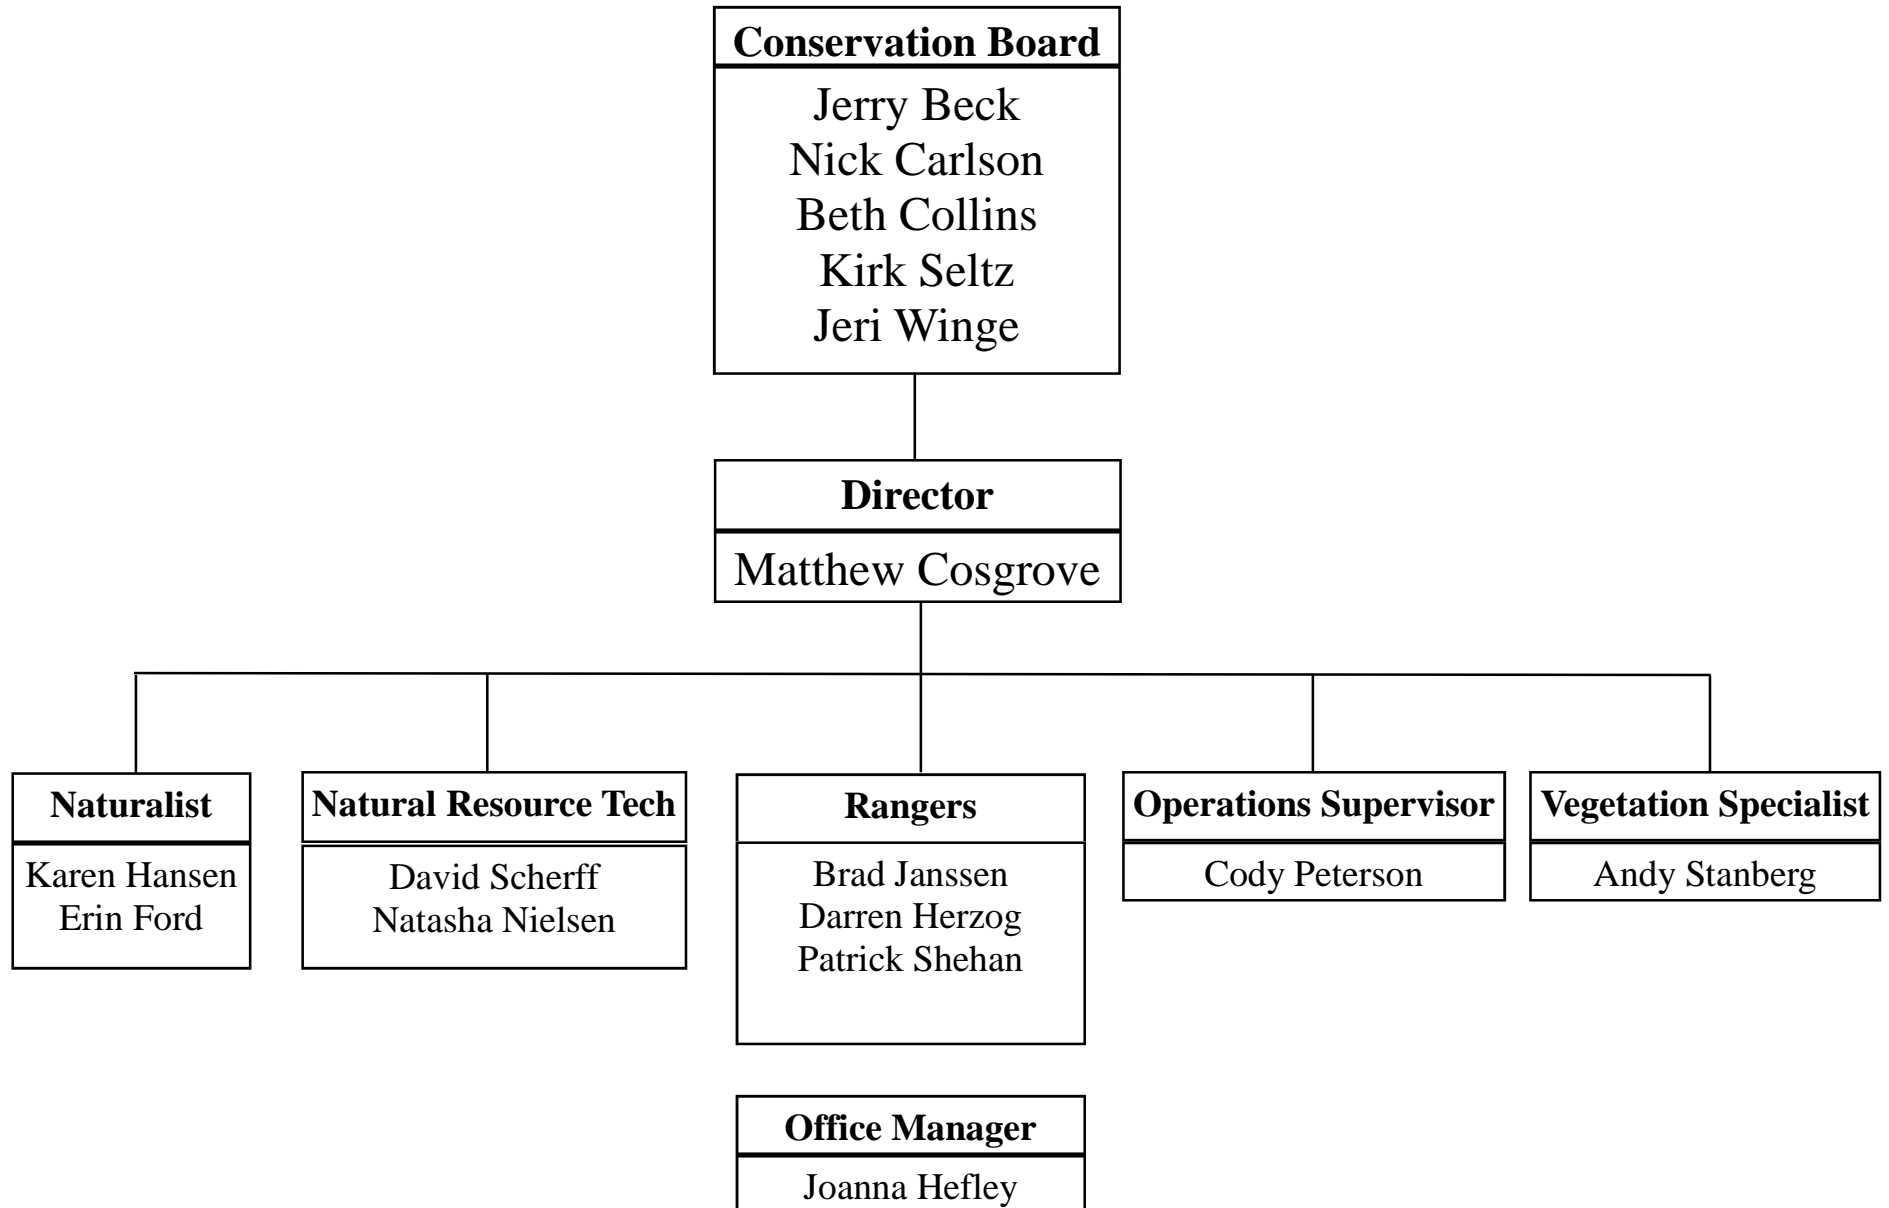 Conservation Board
Jerry Beck
Nick Carlson
Beth Collins
Kirk Seltz
Jeri Winge
Director
Matthew Cosgrove
Naturalist
Karen Hansen
Erin Ford
Natural Resource Tech
David Scherff
Natasha Nielsen
Rangers
Brad Janssen
Darren Herzog
Patrick Shehan
Operations Supervisor
Cody Peterson
Vegetation Specialist
Andy Stanberg
Office Manager
Joanna Hefley